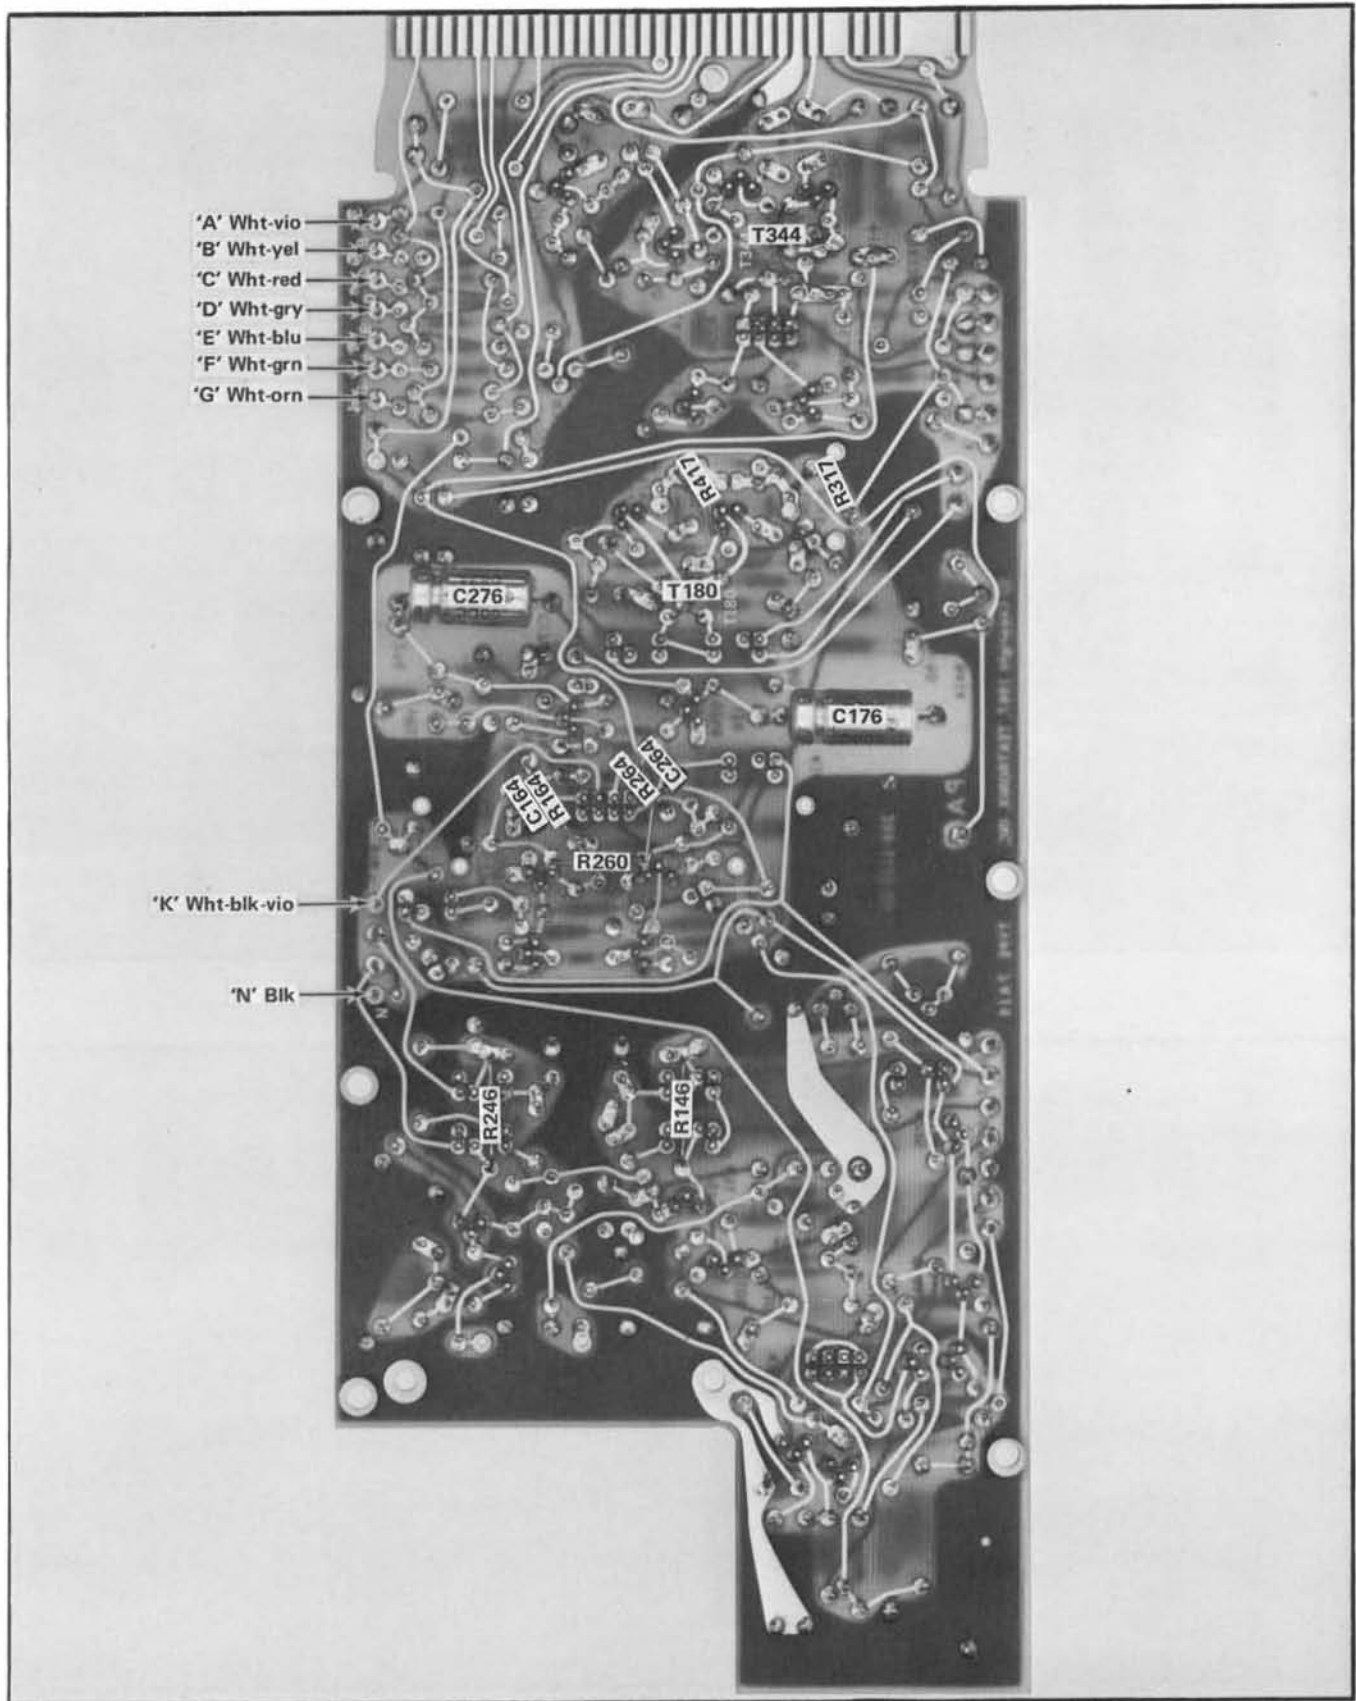 'A' Wht-vio
'B' Wht-yel
'C' Wht-red
'D' Wht-gry
'E' Wht-blu
'F' Wht-grn
'G' Wht-orn
T344
R417
R317
C276
T180
C176
C264
R264
R164
C164
R260
'K' Wht-blk-vio
'N' Blk
R246
R146